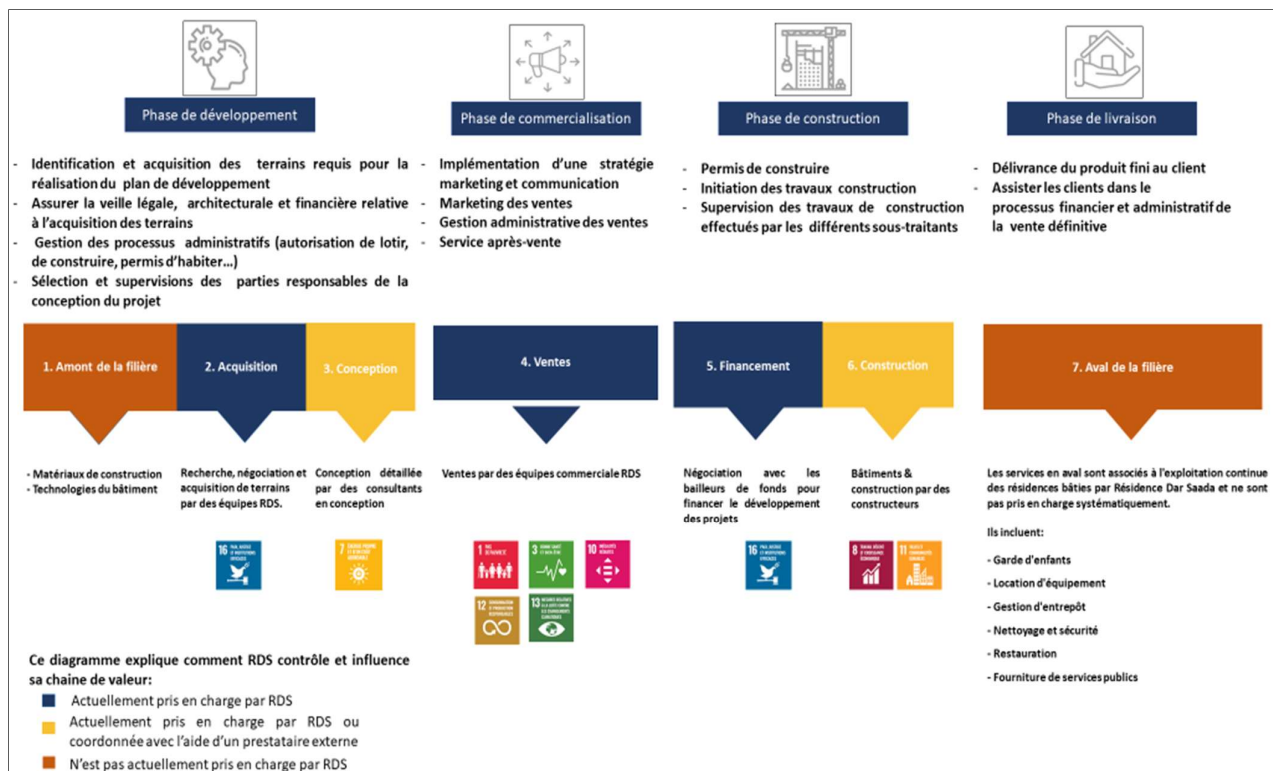 Phase de développement
- Identification et acquisition des terrains requis pour la
réalisation du plan de développement
- Assurer la veille légale, architecturale et financière relative
à l'acquisition des terrains
- Gestion des processus administratifs (autorisation de lotir,
de construire, permis d'habiter…)
- Sélection et supervisions des parties responsables de la
conception du projet
Phase de commercialisation
- Implémentation d'une stratégie
marketing et communication
- Marketing des ventes
- Gestion administrative des ventes
- Service après-vente
Phase de construction
- Permis de construire
- Initiation des travaux construction
- Supervision des travaux de construction
effectués par les différents sous-traitants
Phase de livraison
- Délivrance du produit fini au client
- Assister les clients dans le
processus financier et administratif de
la vente définitive
1. Amont de la filière
- Matériaux de construction
- Technologies du bâtiment
2. Acquisition
Recherche, négociation et
acquisition de terrains
par des équipes RDS.
16
3. Conception
Conception détaillée
par des consultants
en conception
7
4. Ventes
Ventes par des équipes commerciale RDS
1
3
10
12
13
5. Financement
Négociation avec les
bailleurs de fonds pour
financer le développement
des projets
16
6. Construction
Bâtiments &
construction par des
constructeurs
8
11
7. Aval de la filière
Les services en aval sont associés à l'exploitation continue
des résidences bâties par Résidence Dar Saada et ne sont
pas pris en charge systématiquement.
Ils incluent:
- Garde d'enfants
- Location d'équipement
- Gestion d'entrepôt
- Nettoyage et sécurité
- Restauration
- Fourniture de services publics
Ce diagramme explique comment RDS contrôle et influence
sa chaine de valeur:
Actuellement pris en charge par RDS
Actuellement pris en charge par RDS ou
coordonnée avec l'aide d'un prestataire externe
N'est pas actuellement pris en charge par RDS